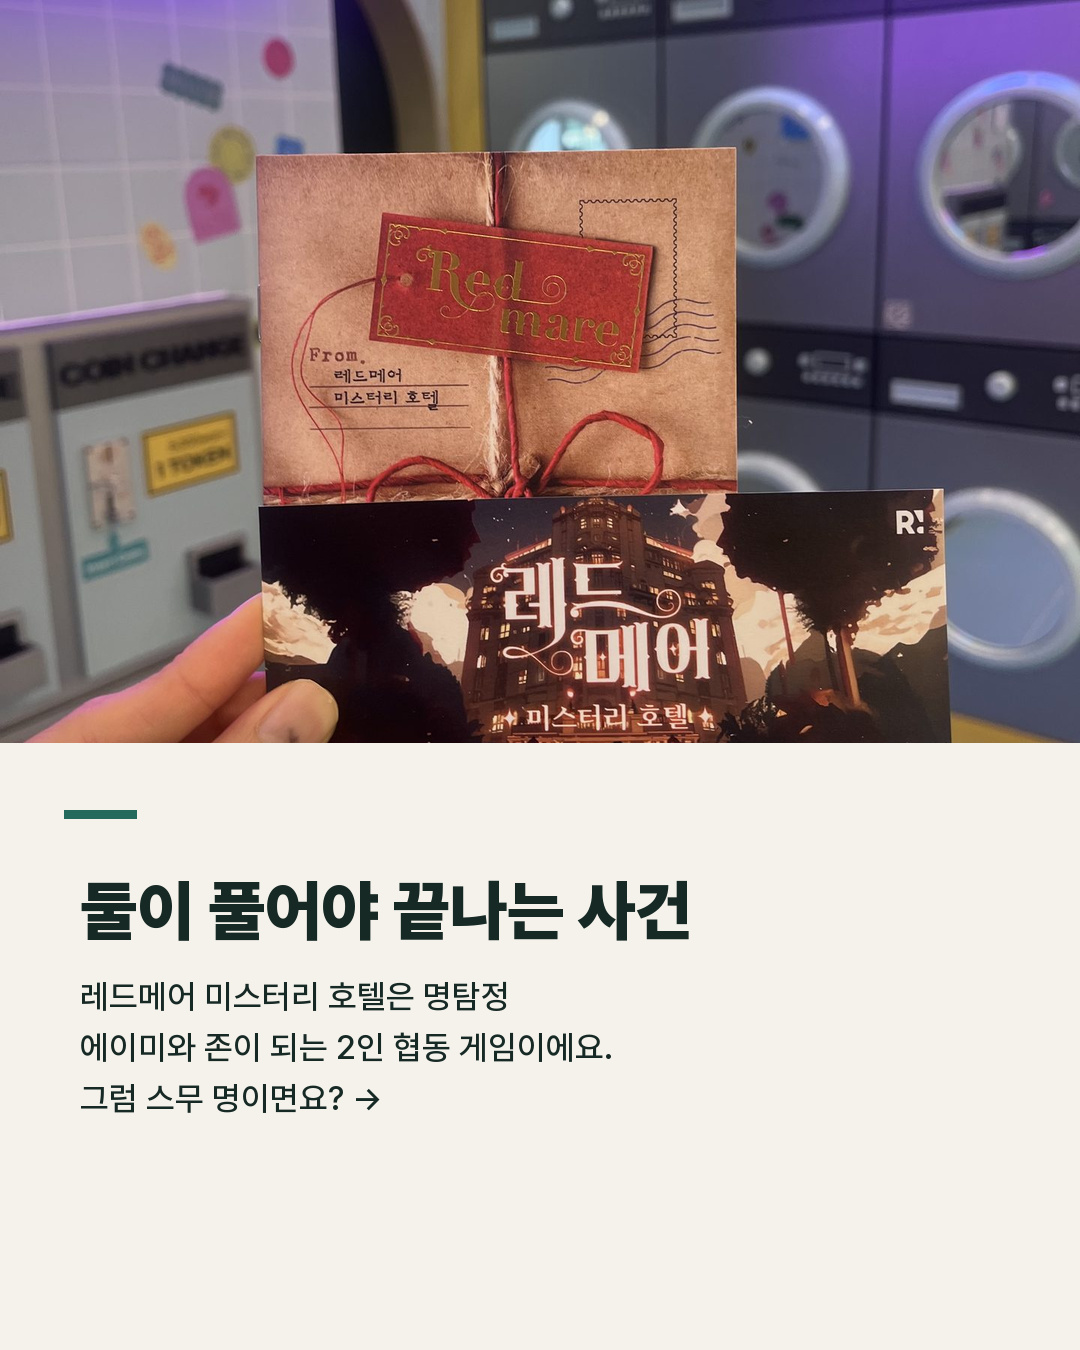 COIN CHANGE
1 TOKEN
Red
mare
From.
레드메어
미스터리 호텔
R!
레드
메어
미스터리 호텔
둘이 풀어야 끝나는 사건
레드메어 미스터리 호텔은 명탐정
에이미와 존이 되는 2인 협동 게임이에요.
그럼 스무 명이면요? →